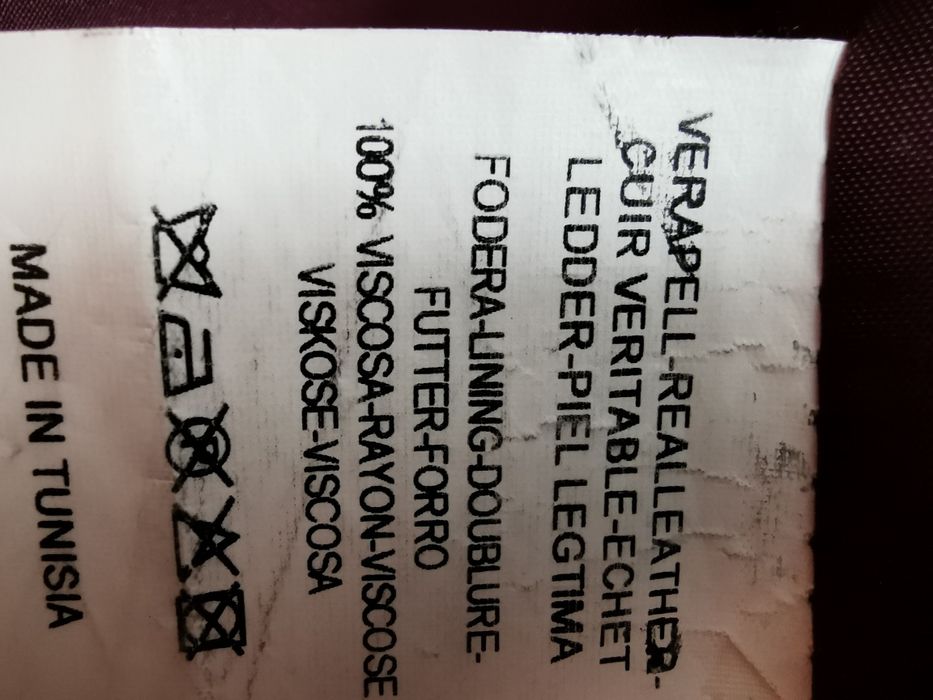 VERAPELL-REALLEATHER-
CUIR VERITABLE-ECHET
LEDDER-PIEL LEGTIMA
FODERA-LINING-DOUBLURE-
FUTTER-FORRO
100% VISCOSA-RAYON-VISCOSE
VISKOSE-VISCOSA
MADE IN TUNISIA